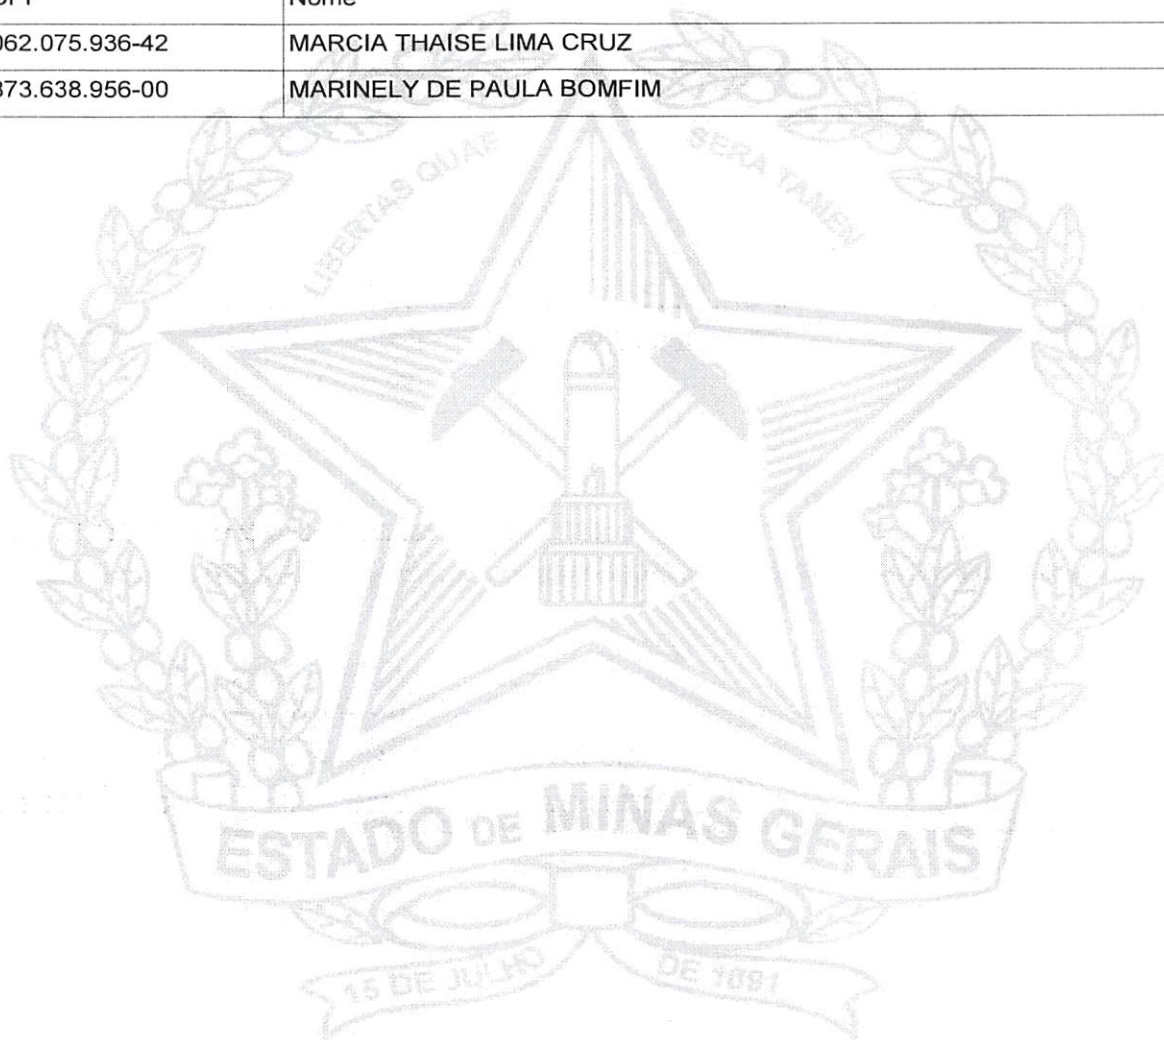 Nome
062.075.936-42 MARCIA THAISE LIMA CRUZ
873.638.956-00 MARINELY DE PAULA BOMFIM
LIBERTAS QUAE SERA TAMEN
ESTADO DE MINAS GERAIS
15 DE JULHO DE 1891